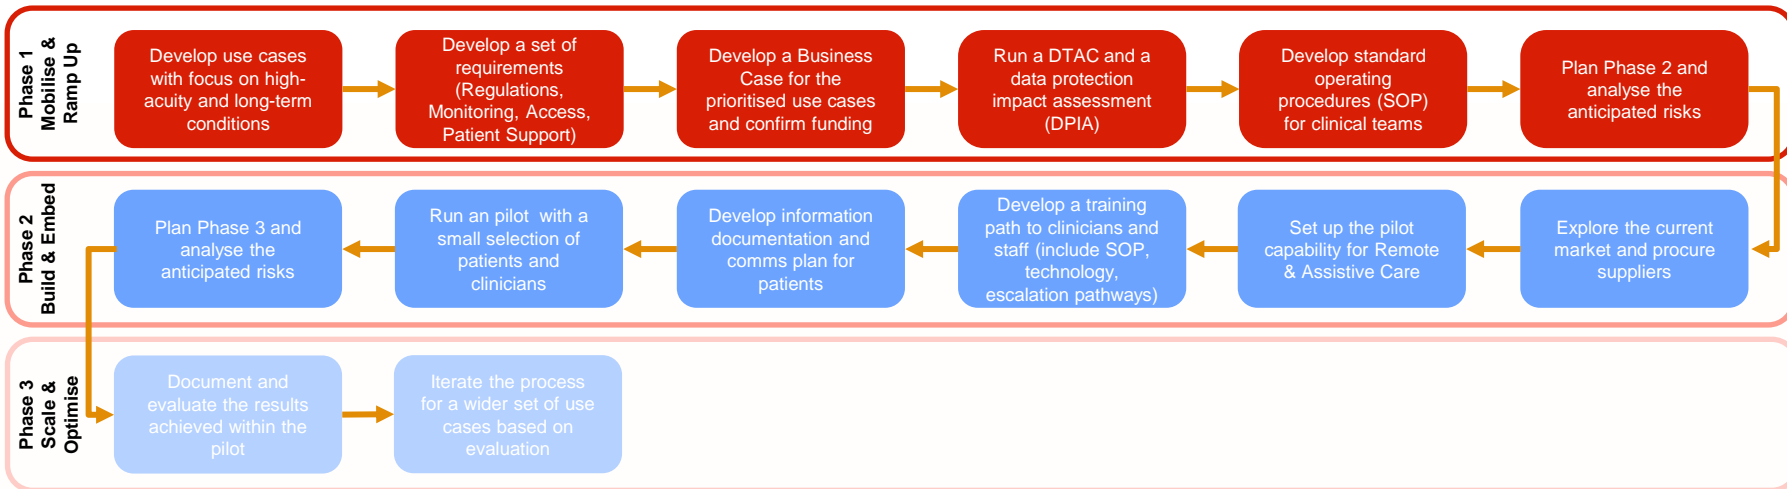 Phase 1
Mobilise &
Ramp Up
Develop use cases
with focus on high-
acuity and long-term
conditions
Develop a set of
requirements
(Regulations,
Monitoring, Access,
Patient Support)
Develop a Business
Case for the
prioritised use cases
and confirm funding
Run a DTAC and a
data protection
impact assessment
(DPIA)
Develop standard
operating
procedures (SOP)
for clinical teams
Plan Phase 2 and
analyse the
anticipated risks
Phase 2
Build & Embed
Plan Phase 3 and
analyse the
anticipated risks
Run an pilot with a
small selection of
patients and
clinicians
Develop information
documentation and
comms plan for
patients
Develop a training
path to clinicians and
staff (include SOP,
technology,
escalation pathways)
Set up the pilot
capability for Remote
& Assistive Care
Explore the current
market and procure
suppliers
Phase 3
Scale &
Optimise
Document and
evaluate the results
achieved within the
pilot
Iterate the process
for a wider set of use
cases based on
evaluation